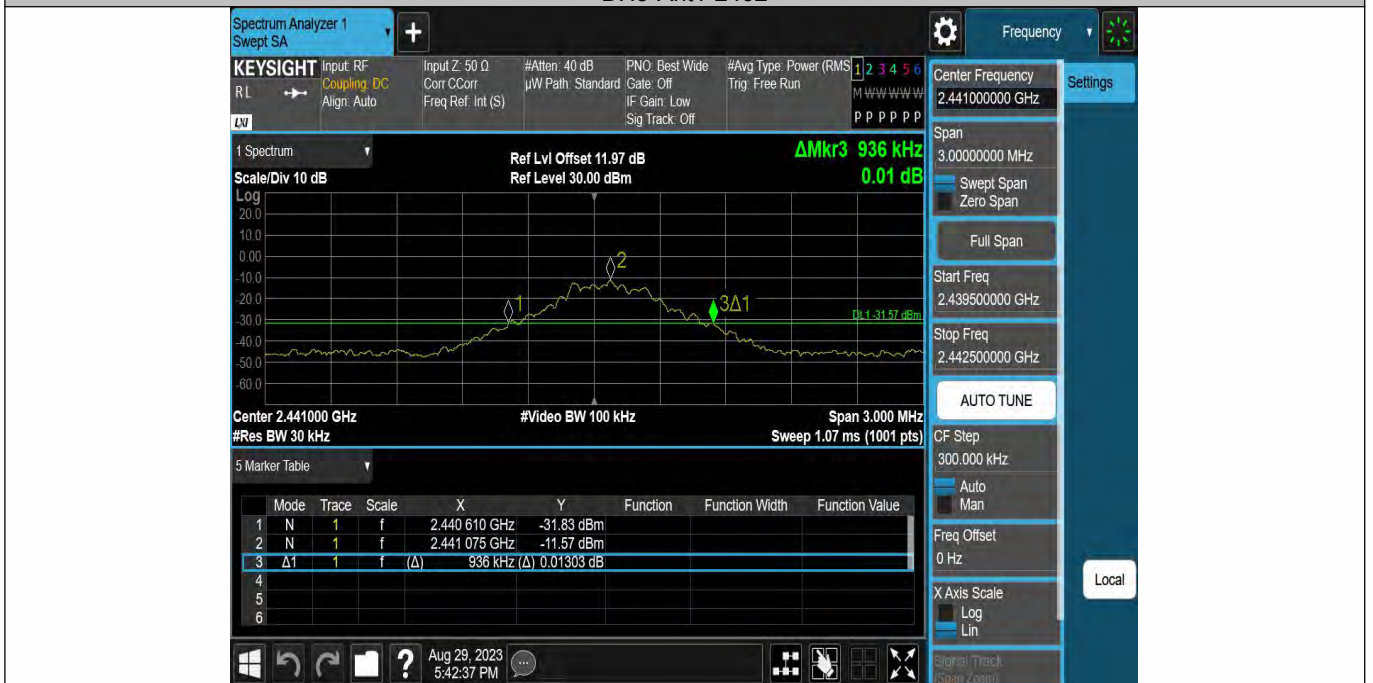 Spectrum Analyzer 1
Swept SA
+
Frequency
KEYSIGHT
RL
LXI
Input: RF
Coupling: DC
Align: Auto
Input Z: 50 Ω
Corr CCorr
Freq Ref: Int (S)
#Atten: 40 dB
µW Path: Standard
PNO: Best Wide
Gate: Off
IF Gain: Low
Sig Track: Off
#Avg Type: Power (RMS
Trig: Free Run
1 2 3 4 5 6
M W W W W W
P P P P P P
Center Frequency
2.441000000 GHz
Settings
Span
3.00000000 MHz
Swept Span
Zero Span
Full Span
Start Freq
2.439500000 GHz
Stop Freq
2.442500000 GHz
AUTO TUNE
CF Step
300.000 kHz
Auto
Man
Freq Offset
0 Hz
X Axis Scale
Log
Lin
Signal Track
(Span Zoom)
Local
1 Spectrum
Scale/Div 10 dB
Ref Lvl Offset 11.97 dB
Ref Level 30.00 dBm
ΔMkr3 936 kHz
0.01 dB
Log
20.0
10.0
0.00
-10.0
-20.0
-30.0
-40.0
-50.0
-60.0
1
2
3Δ1
DL1 -31.57 dBm
Center 2.441000 GHz
#Video BW 100 kHz
Span 3.000 MHz
#Res BW 30 kHz
Sweep 1.07 ms (1001 pts)
5 Marker Table
Mode Trace Scale X Y Function Function Width Function Value
1 N 1 f 2.440 610 GHz -31.83 dBm
2 N 1 f 2.441 075 GHz -11.57 dBm
3 Δ1 1 f (Δ) 936 kHz (Δ) 0.01303 dB
4
5
6
?
Aug 29, 2023
5:42:37 PM